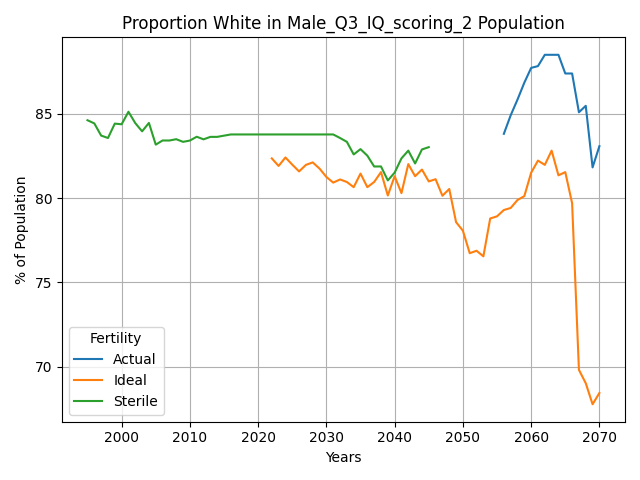 Proportion White in Male_Q3_IQ_scoring_2 Population
% of Population
85
80
75
70
Fertility
Actual
Ideal
Sterile
2000 2010 2020 2030 2040 2050 2060 2070
Years